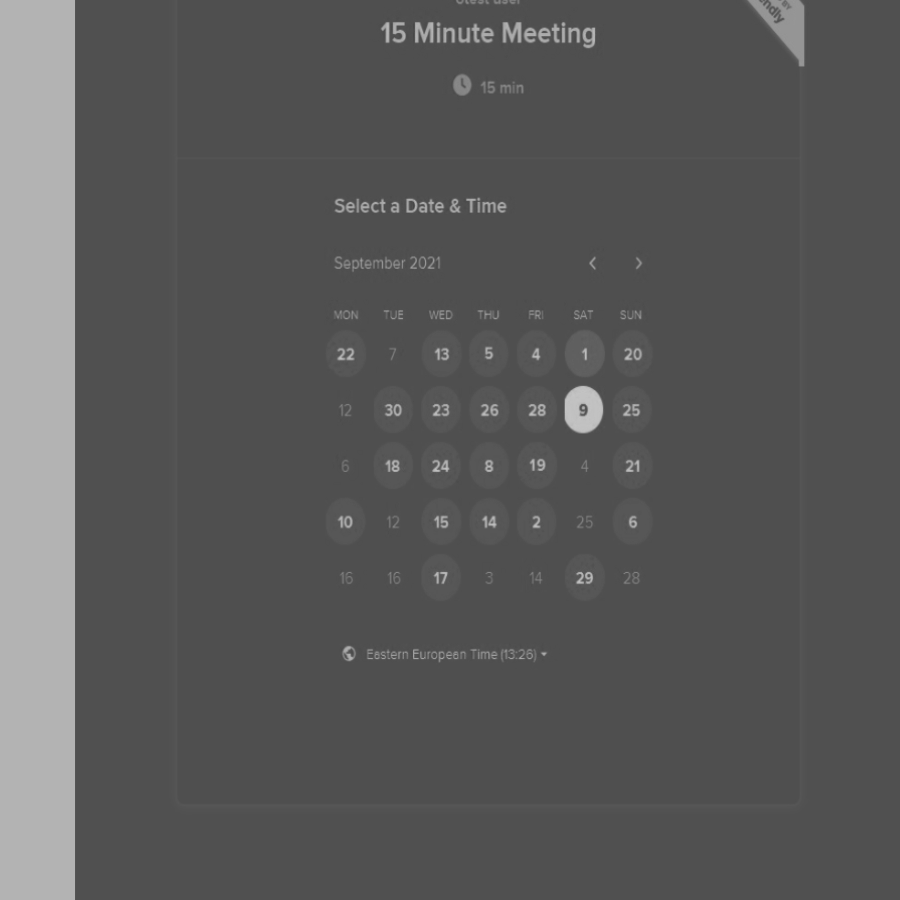 15 Minute Meeting
15 min
Select a Date & Time
September 2021
MON TUE WED THU FRI SAT SUN
22 7 13 5 4 1 20
12 30 23 26 28 9 25
6 18 24 8 19 4 21
10 12 15 14 2 25 6
16 16 17 3 14 29 28
Eastern European Time (13:26)